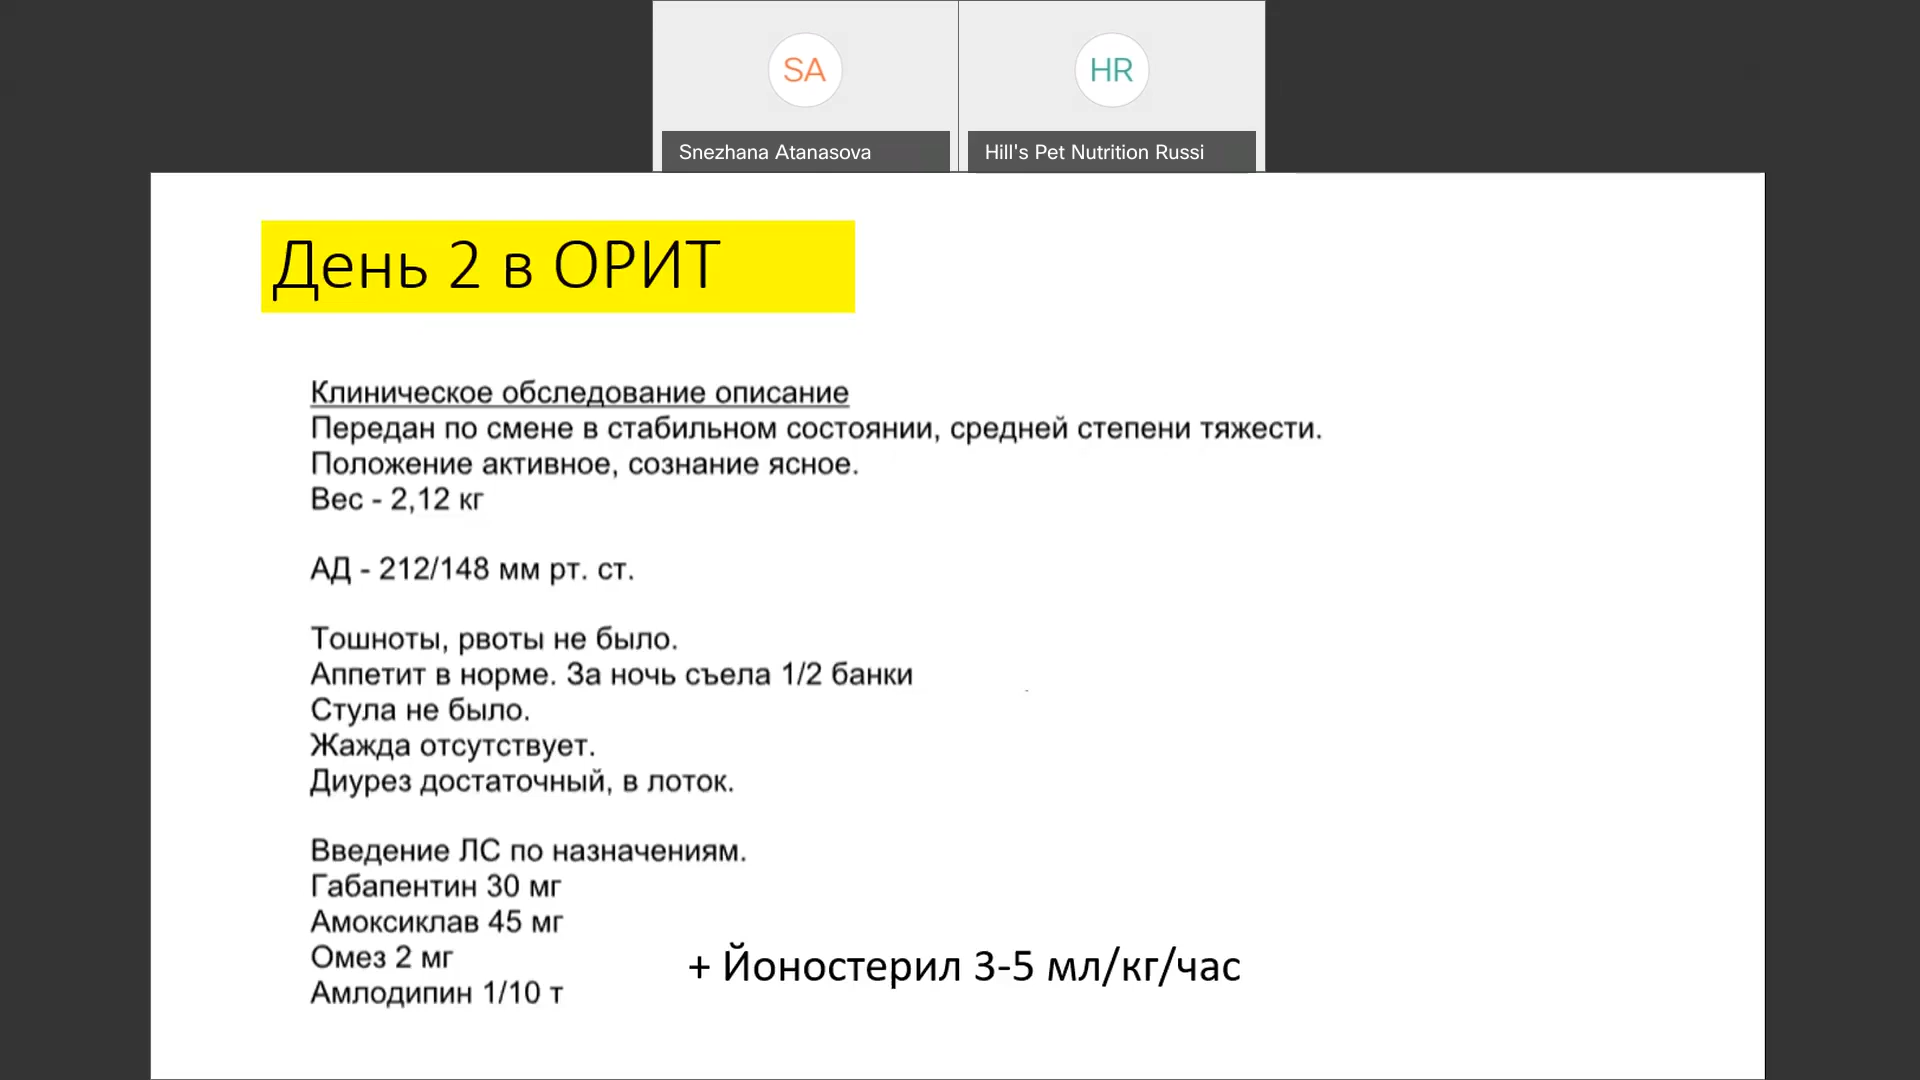 SA
HR
Snezhana Atanasova
Hill's Pet Nutrition Russi
День 2 в ОРИТ
Клиническое обследование описание
Передан по смене в стабильном состоянии, средней степени тяжести.
Положение активное, сознание ясное.
Вес - 2,12 кг
АД - 212/148 мм рт. ст.
Тошноты, рвоты не было.
Аппетит в норме. За ночь съела 1/2 банки
Стула не было.
Жажда отсутствует.
Диурез достаточный, в лоток.
Введение ЛС по назначениям.
Габапентин 30 мг
Амоксиклав 45 мг
Омез 2 мг
Амлодипин 1/10 т
+ Йоностерил 3-5 мл/кг/час